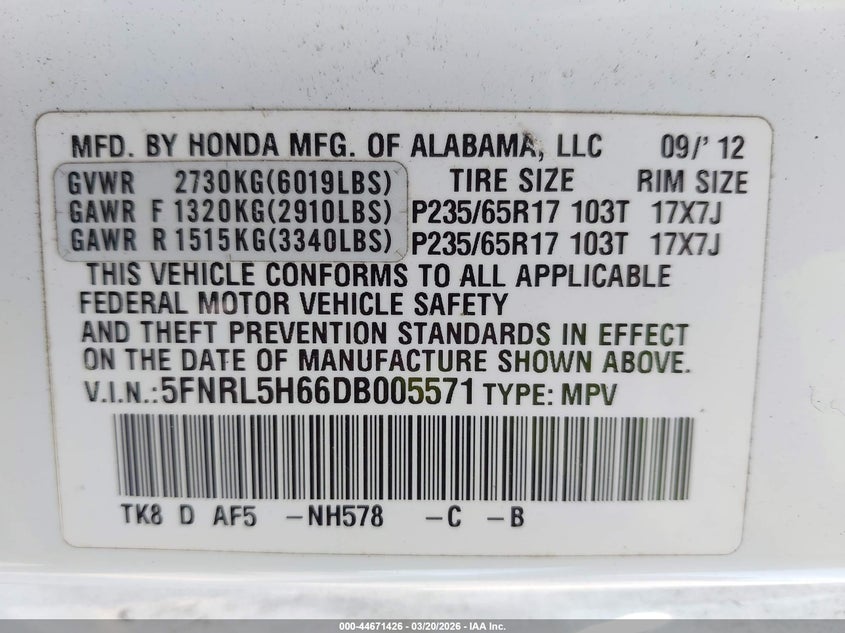 MFD. BY HONDA MFG. OF ALABAMA, LLC 09/' 12
GVWR 2730KG(6019LBS) TIRE SIZE RIM SIZE
GAWR F 1320KG(2910LBS) P235/65R17 103T 17X7J
GAWR R 1515KG(3340LBS) P235/65R17 103T 17X7J
THIS VEHICLE CONFORMS TO ALL APPLICABLE
FEDERAL MOTOR VEHICLE SAFETY
AND THEFT PREVENTION STANDARDS IN EFFECT
ON THE DATE OF MANUFACTURE SHOWN ABOVE.
V.I.N.: 5FNRL5H66DB005571 TYPE: MPV
TK8 D AF5 -NH578 -C -B
000-44671426 - 03/20/2026 - IAA Inc.